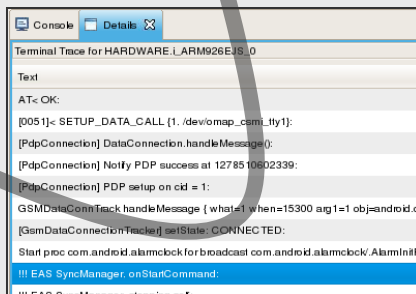 Console Details
Terminal Trace for HARDWARE.i_ARM926EJS_0
Text
AT< OK:
[0051]< SETUP_DATA_CALL {1, /dev/omap_csmi_tty1}:
[PdpConnection] DataConnection.handleMessage():
[PdpConnection] Notify PDP success at 1278510602339:
[PdpConnection] PDP setup on cid = 1:
GSMDataConnTrack handleMessage { what=1 when=15300 arg1=1 obj=android.
[GsmDataConnectionTracker] setState: CONNECTED:
Start proc com.android.alarmclock for broadcast com.android.alarmclock/.AlarmInit
!!! EAS SyncManager, onStartCommand: